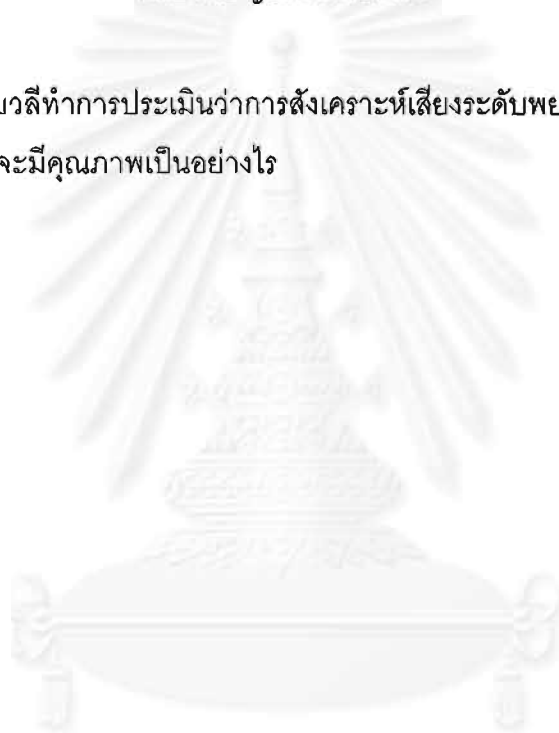 วลีทำการประเมินว่าการสังเคราะห์เสียงระดับพย
จะมีคุณภาพเป็นอย่างไร